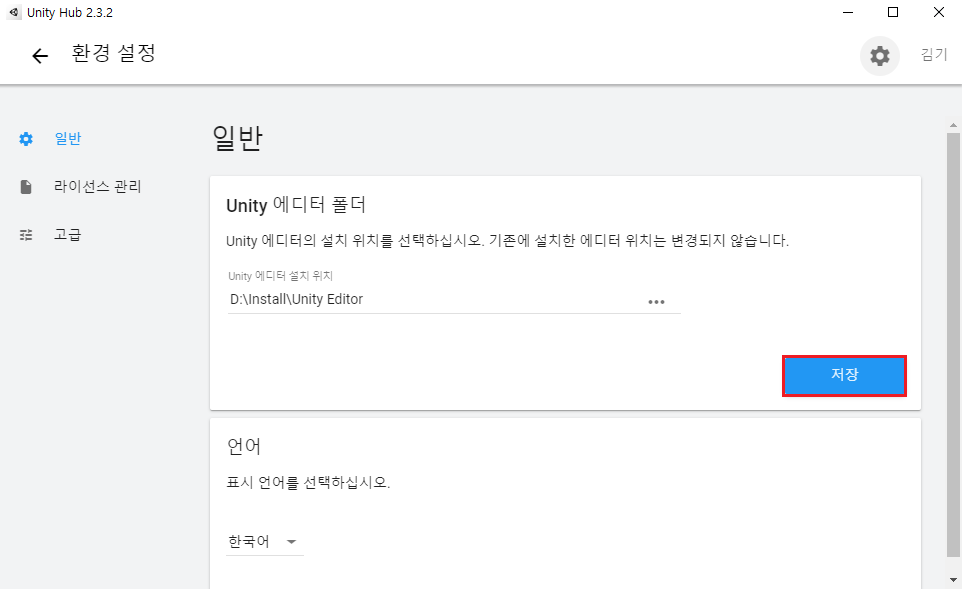 Unity Hub 2.3.2
환경 설정
김기
일반
라이선스 관리
고급
일반
Unity 에디터 폴더
Unity 에디터의 설치 위치를 선택하십시오. 기존에 설치한 에디터 위치는 변경되지 않습니다.
Unity 에디터 설치 위치
D:\Install\Unity Editor
저장
언어
표시 언어를 선택하십시오.
한국어